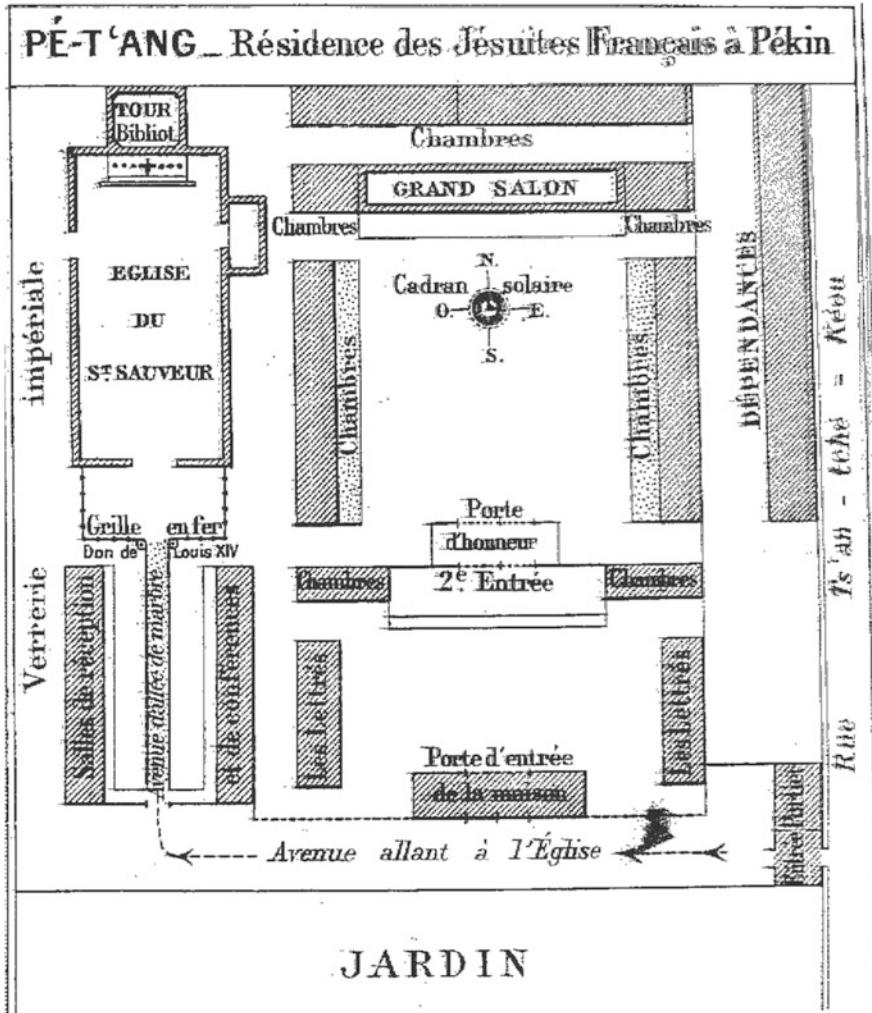 PÉ-T‘ANG _ Résidence des Jésuites Français à Pékin
TOUR
Bibliot.
Chambres
GRAND SALON
Chambres
Chambres
EGLISE
DU
ST SAUVEUR
N.
Cadran solaire
O. E.
S.
Chambres
Chambres
DÉPENDANCES
impériale
Verrerie
Rue Ts‘an - tché = Kéou
Grille en fer
Don de Louis XIV
Porte
d'honneur
2e Entrée
Chambres
Chambres
Salles de réception
Avenue dallée de marbre
et de conférences
Les Lettrés
Les Lettrés
Porte d'entrée
de la maison
Entrée Portier
Avenue allant à l'Église
JARDIN